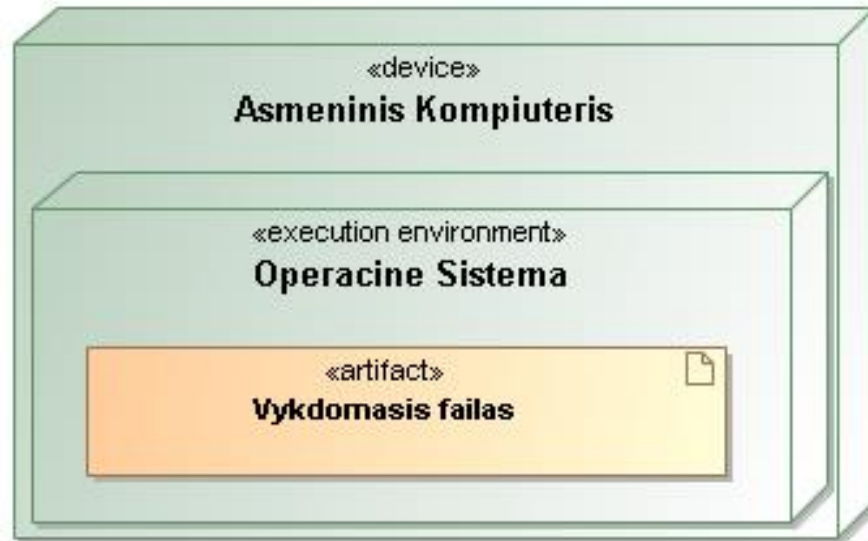 «device»
Asmeninis Kompiuteris
«execution environment»
Operacine Sistema
«artifact»
Vykdomasis failas